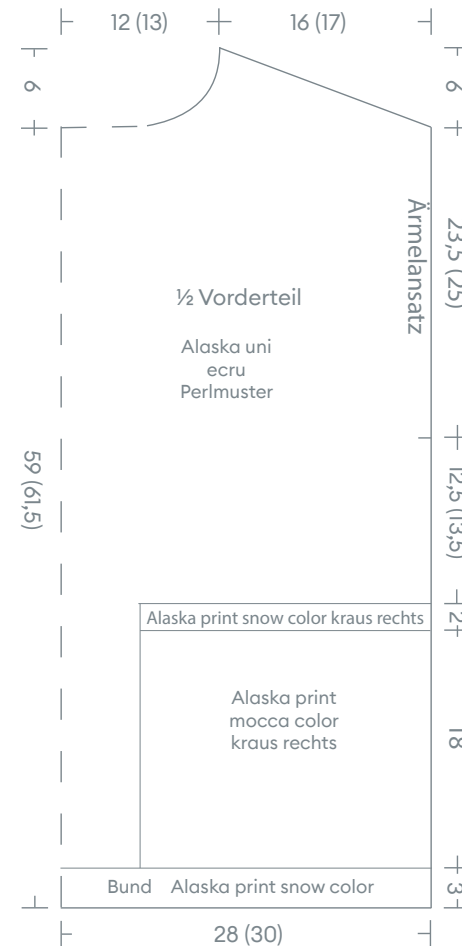 12 (13)
16 (17)
6
6
Ärmelansatz
23,5 (25)
½ Vorderteil
Alaska uni
ecru
Perlmuster
59 (61,5)
12,5 (13,5)
Alaska print snow color kraus rechts
2
Alaska print
mocca color
kraus rechts
18
Bund Alaska print snow color
3
28 (30)